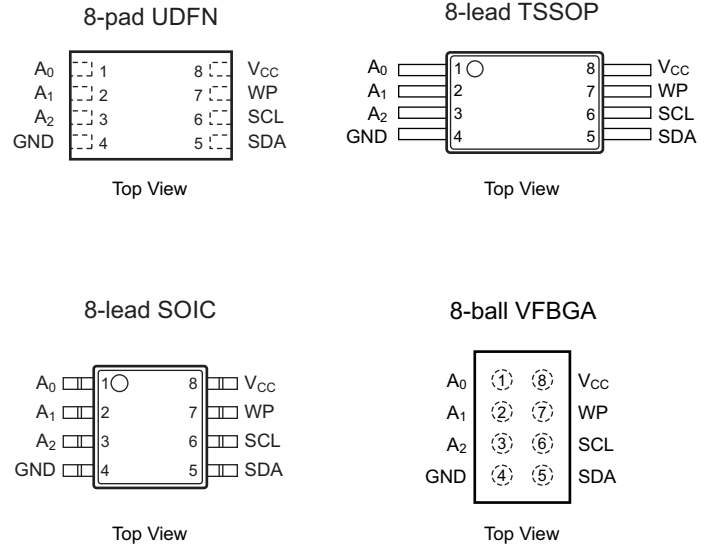 8-pad UDFN
A0 1 8 VCC
A1 2 7 WP
A2 3 6 SCL
GND 4 5 SDA
Top View
8-lead TSSOP
A0 1 8 VCC
A1 2 7 WP
A2 3 6 SCL
GND 4 5 SDA
Top View
8-lead SOIC
A0 1 8 VCC
A1 2 7 WP
A2 3 6 SCL
GND 4 5 SDA
Top View
8-ball VFBGA
A0 1 8 VCC
A1 2 7 WP
A2 3 6 SCL
GND 4 5 SDA
Top View